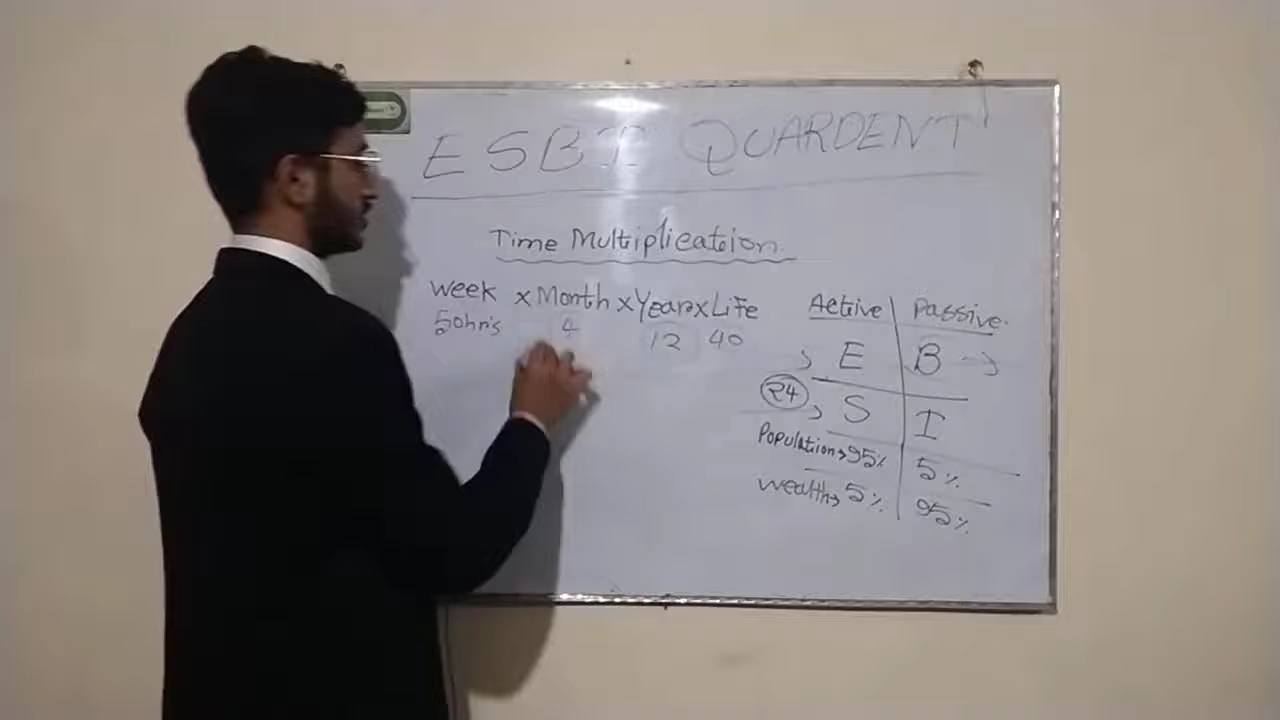 ESBI QUARDENT
Time Multiplicateion
week x Month x Year x Life
50hr's 4 12 40
Active Passive
E B →
24 S I
Population → 95% 5%
wealth → 5% 95%